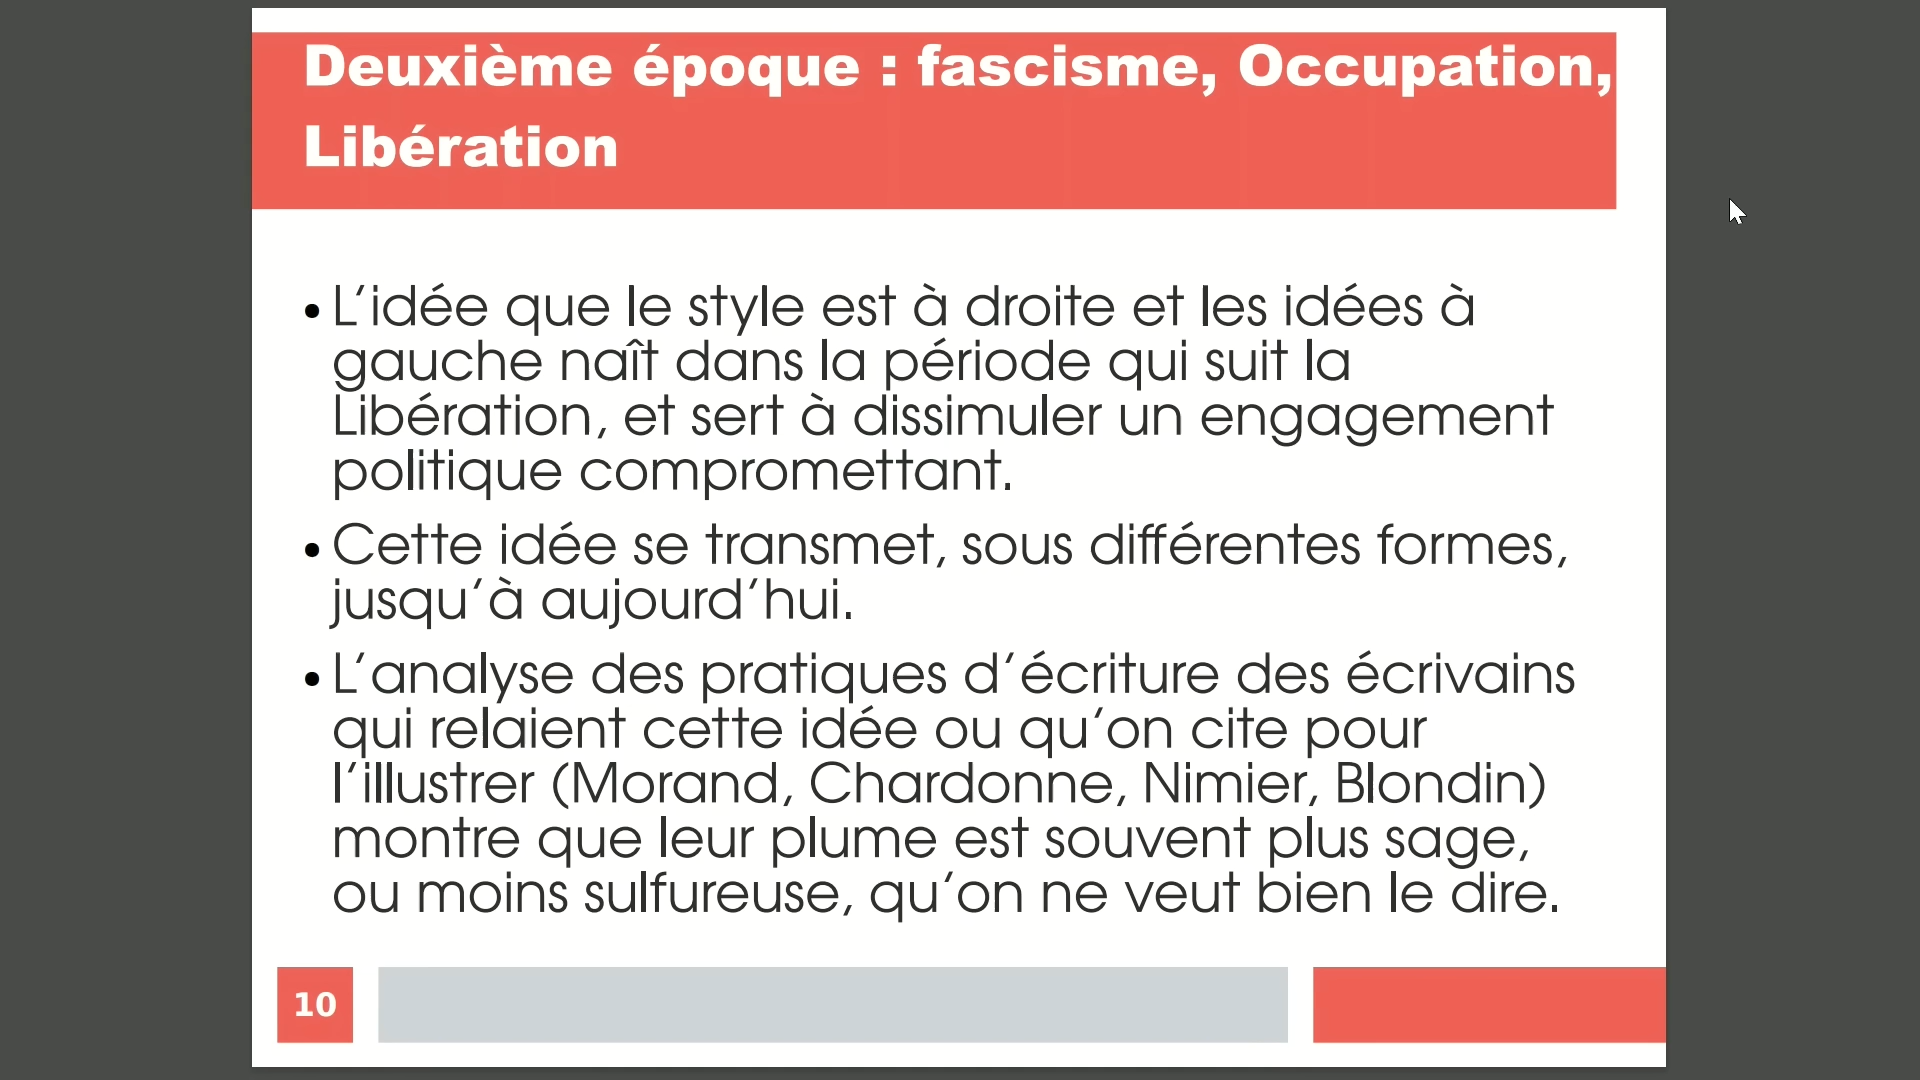 Deuxième époque : fascisme, Occupation,
Libération
• L’idée que le style est à droite et les idées à
gauche naît dans la période qui suit la
Libération, et sert à dissimuler un engagement
politique compromettant.
• Cette idée se transmet, sous différentes formes,
jusqu’à aujourd’hui.
• L’analyse des pratiques d’écriture des écrivains
qui relaient cette idée ou qu’on cite pour
l’illustrer (Morand, Chardonne, Nimier, Blondin)
montre que leur plume est souvent plus sage,
ou moins sulfureuse, qu’on ne veut bien le dire.
10